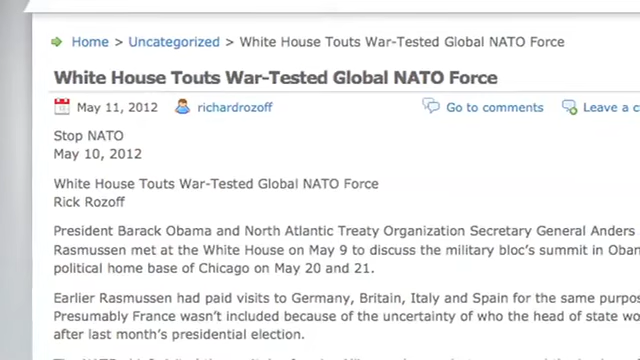 Home > Uncategorized > White House Touts War-Tested Global NATO Force
White House Touts War-Tested Global NATO Force
May 11, 2012 richardrozoff Go to comments Leave a c
Stop NATO
May 10, 2012
White House Touts War-Tested Global NATO Force
Rick Rozoff
President Barack Obama and North Atlantic Treaty Organization Secretary General Anders
Rasmussen met at the White House on May 9 to discuss the military bloc's summit in Oban
political home base of Chicago on May 20 and 21.
Earlier Rasmussen had paid visits to Germany, Britain, Italy and Spain for the same purpos
Presumably France wasn't included because of the uncertainty of who the head of state wo
after last month's presidential election.